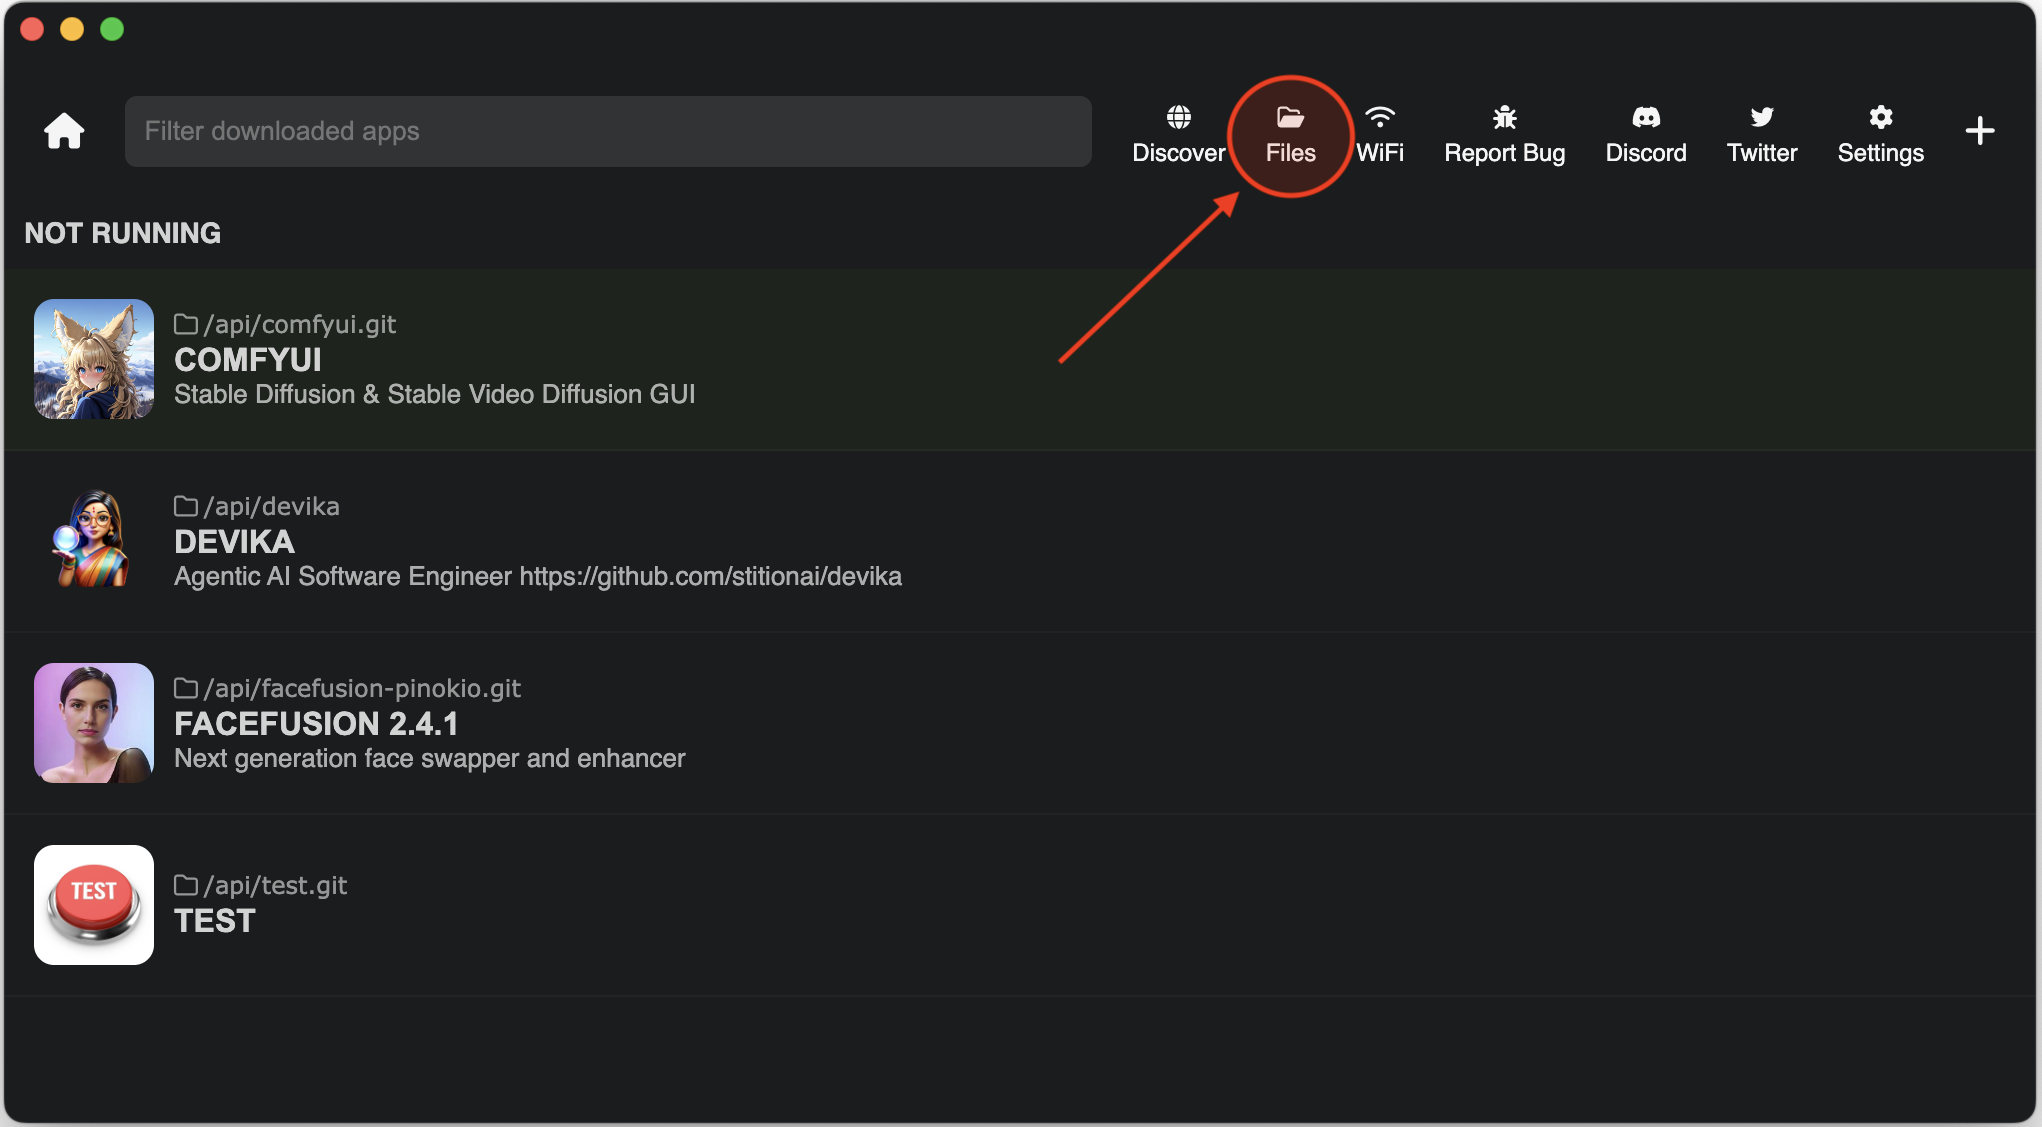 Filter downloaded apps
Discover
Files
WiFi
Report Bug
Discord
Twitter
Settings
NOT RUNNING
/api/comfyui.git
COMFYUI
Stable Diffusion & Stable Video Diffusion GUI
/api/devika
DEVIKA
Agentic AI Software Engineer https://github.com/stitionai/devika
/api/facefusion-pinokio.git
FACEFUSION 2.4.1
Next generation face swapper and enhancer
TEST
/api/test.git
TEST